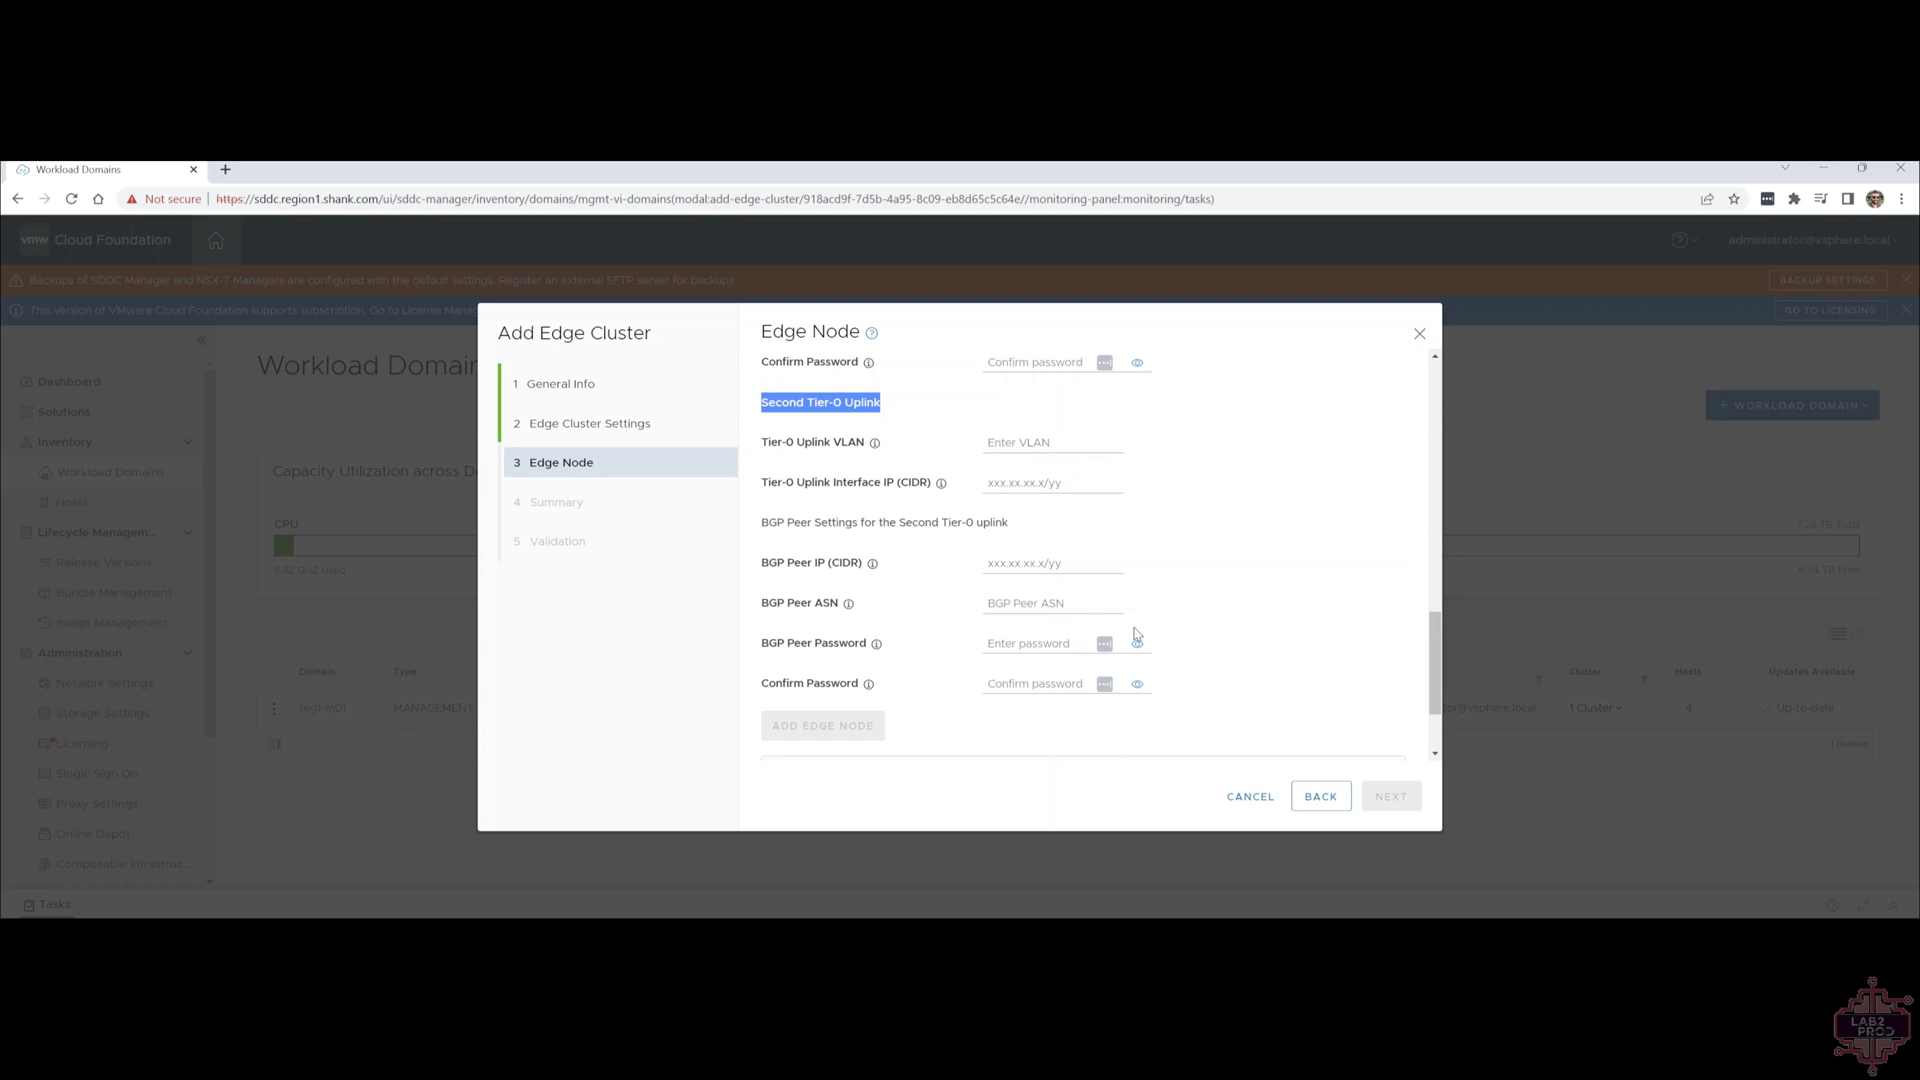 Workload Domains
Not secure | https://sddc.region1.shank.com/ui/sddc-manager/inventory/domains/mgmt-vi-domains(modal:add-edge-cluster/918acd9f-7d5b-4a95-8c09-eb8d65c5c64e//monitoring-panel:monitoring/tasks)
vmw Cloud Foundation
administrator@vsphere.local
Backups of SDDC Manager and NSX-T Managers are configured with the default settings. Register an external SFTP server for backups.
BACKUP SETTINGS
This version of VMware Cloud Foundation supports subscription. Go to License Manag
GO TO LICENSING
Dashboard
Solutions
Inventory
Workload Domains
Hosts
Lifecycle Managem...
Release Versions
Bundle Management
Image Management
Administration
Network Settings
Storage Settings
Licensing
Single Sign On
Proxy Settings
Online Depot
Composable Infrastruc...
Workload Domain
+ WORKLOAD DOMAIN
Capacity Utilization across D
CPU
9.82 GHZ Used
7.28 TB Total
6.74 TB Free
Domain
Type
Cluster
Hosts
Updates Available
reg1-m01
MANAGEMENT
tor@vsphere.local
1 Cluster
4
Up-to-date
1 domain
Add Edge Cluster
1 General Info
2 Edge Cluster Settings
3 Edge Node
4 Summary
5 Validation
Edge Node
Confirm Password
Confirm password
Second Tier-0 Uplink
Tier-0 Uplink VLAN
Enter VLAN
Tier-0 Uplink Interface IP (CIDR)
xxx.xx.xx.x/yy
BGP Peer Settings for the Second Tier-0 uplink
BGP Peer IP (CIDR)
xxx.xx.xx.x/yy
BGP Peer ASN
BGP Peer ASN
BGP Peer Password
Enter password
Confirm Password
Confirm password
ADD EDGE NODE
CANCEL
BACK
NEXT
Tasks
LAB2
PROD